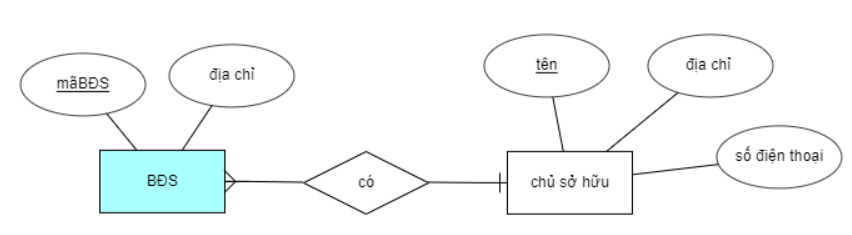 mãBĐS
địa chỉ
tên
địa chỉ
số điện thoại
BĐS
có
chủ sở hữu